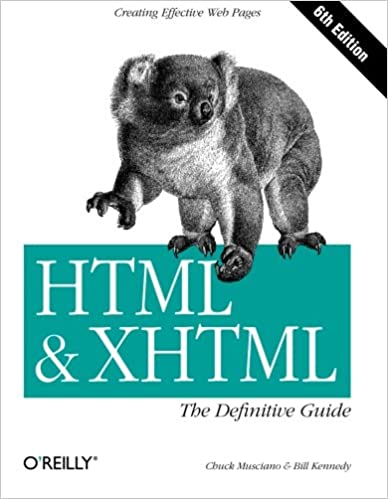 Creating Effective Web Pages
6th Edition
HTML
& XHTML
The Definitive Guide
O'REILLY®
Chuck Musciano & Bill Kennedy